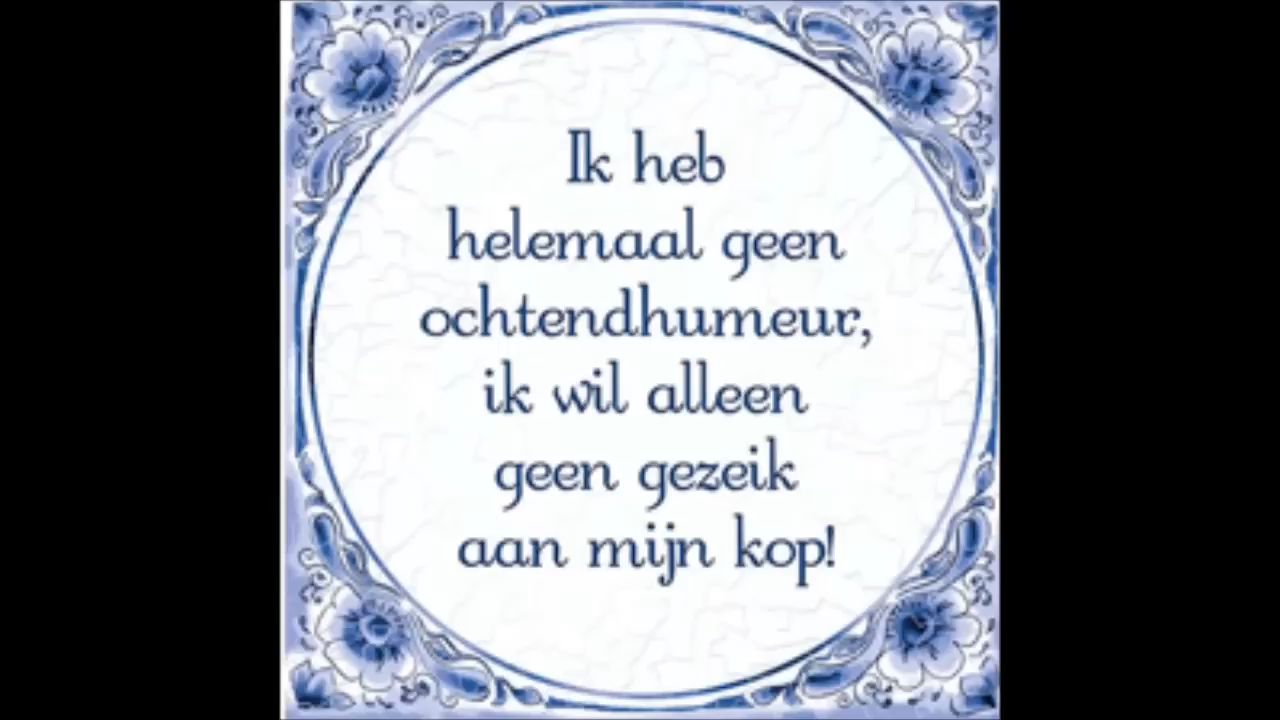 Ik heb
helemaal geen
ochtendhumeur,
ik wil alleen
geen gezeik
aan mijn kop!